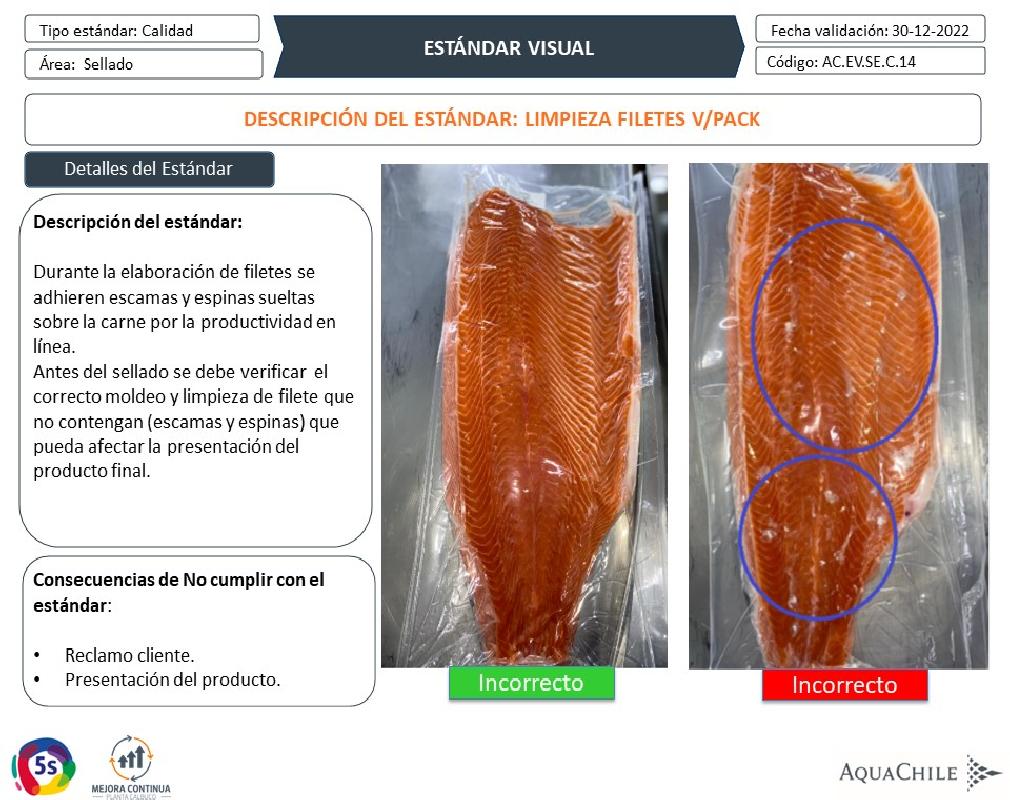 Tipo estándar: Calidad
Área: Sellado
ESTÁNDAR VISUAL
Fecha validación: 30-12-2022
Código: AC.EV.SE.C.14
DESCRIPCIÓN DEL ESTÁNDAR: LIMPIEZA FILETES V/PACK
Detalles del Estándar
Descripción del estándar:
Durante la elaboración de filetes se
adhieren escamas y espinas sueltas
sobre la carne por la productividad en
línea.
Antes del sellado se debe verificar el
correcto moldeo y limpieza de filete que
no contengan (escamas y espinas) que
pueda afectar la presentación del
producto final.
Consecuencias de No cumplir con el
estándar:
• Reclamo cliente.
• Presentación del producto.
Incorrecto
Incorrecto
5s
MEJORA CONTINUA
PLANTA CALBUCO
AQUACHILE